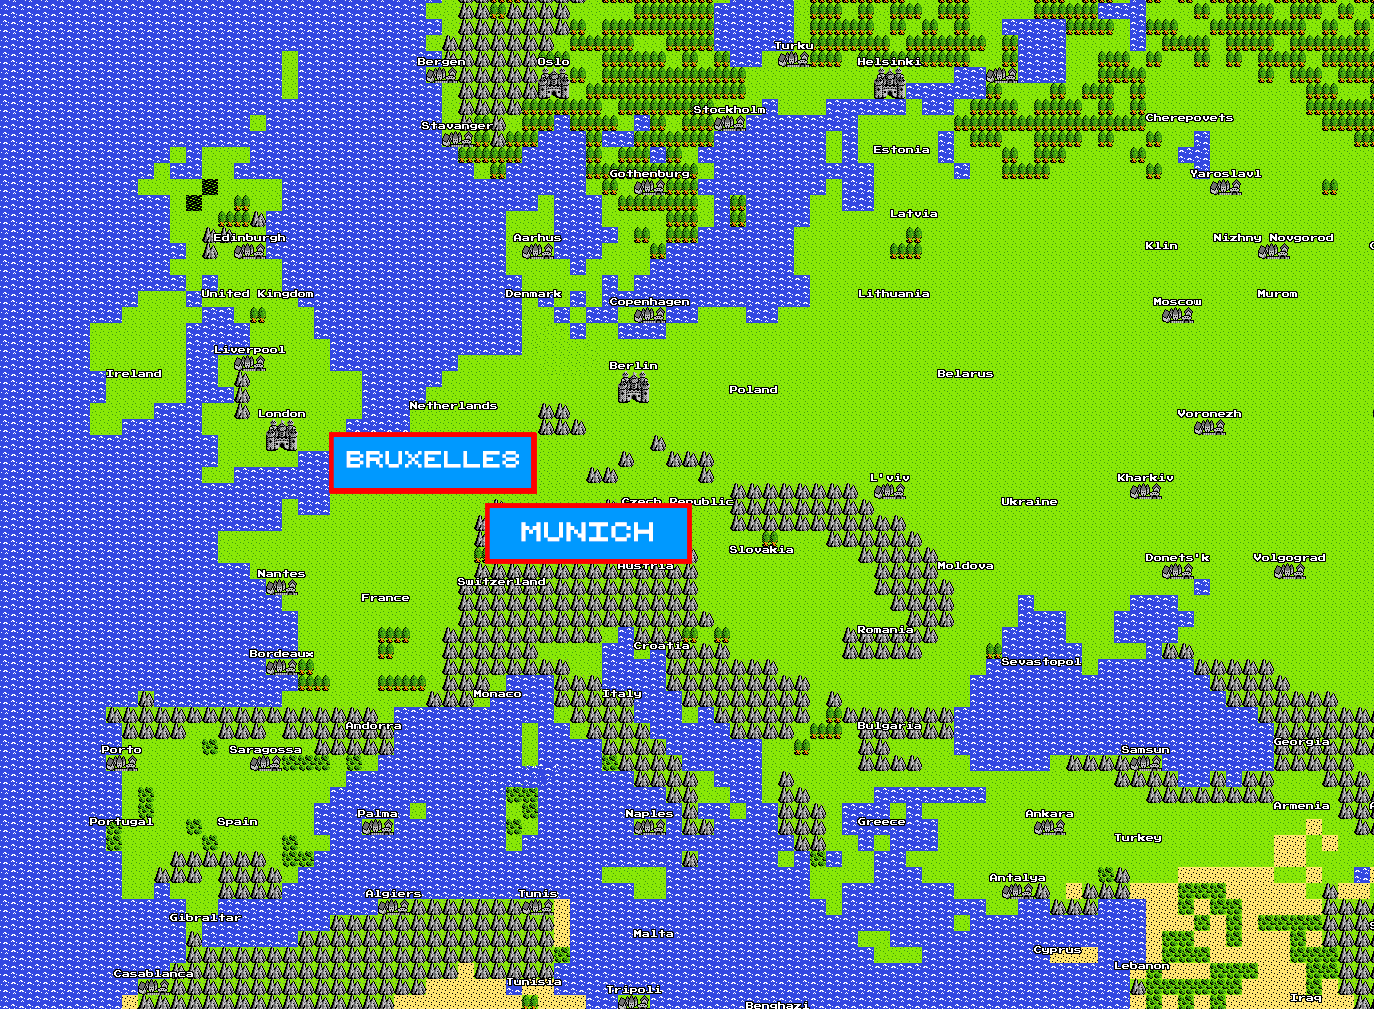 Turku
Bergen
Oslo
Helsinki
Stockholm
Cherepovets
Stavanger
Estonia
Gothenburg
Yaroslavl
Latvia
Edinburgh
Aarhus
Klin
Nizhny Novgorod
United Kingdom
Denmark
Copenhagen
Lithuania
Moscow
Murom
Liverpool
Ireland
Berlin
Poland
Belarus
Netherlands
London
Voronezh
BRUXELLES
L'viv
Kharkiv
Czech Republic
Ukraine
MUNICH
Slovakia
Donets'k
Volgograd
Nantes
Switzerland
Austria
Moldova
France
Romania
Bordeaux
Croatia
Sevastopol
Monaco
Italy
Andorra
Bulgaria
Porto
Saragossa
Samsun
Georgia
Armenia
Portugal
Spain
Palma
Naples
Greece
Ankara
Turkey
Algiers
Tunis
Antalya
Gibraltar
Malta
Cyprus
Lebanon
Casablanca
Tunisia
Tripoli
Iraq
Benghazi